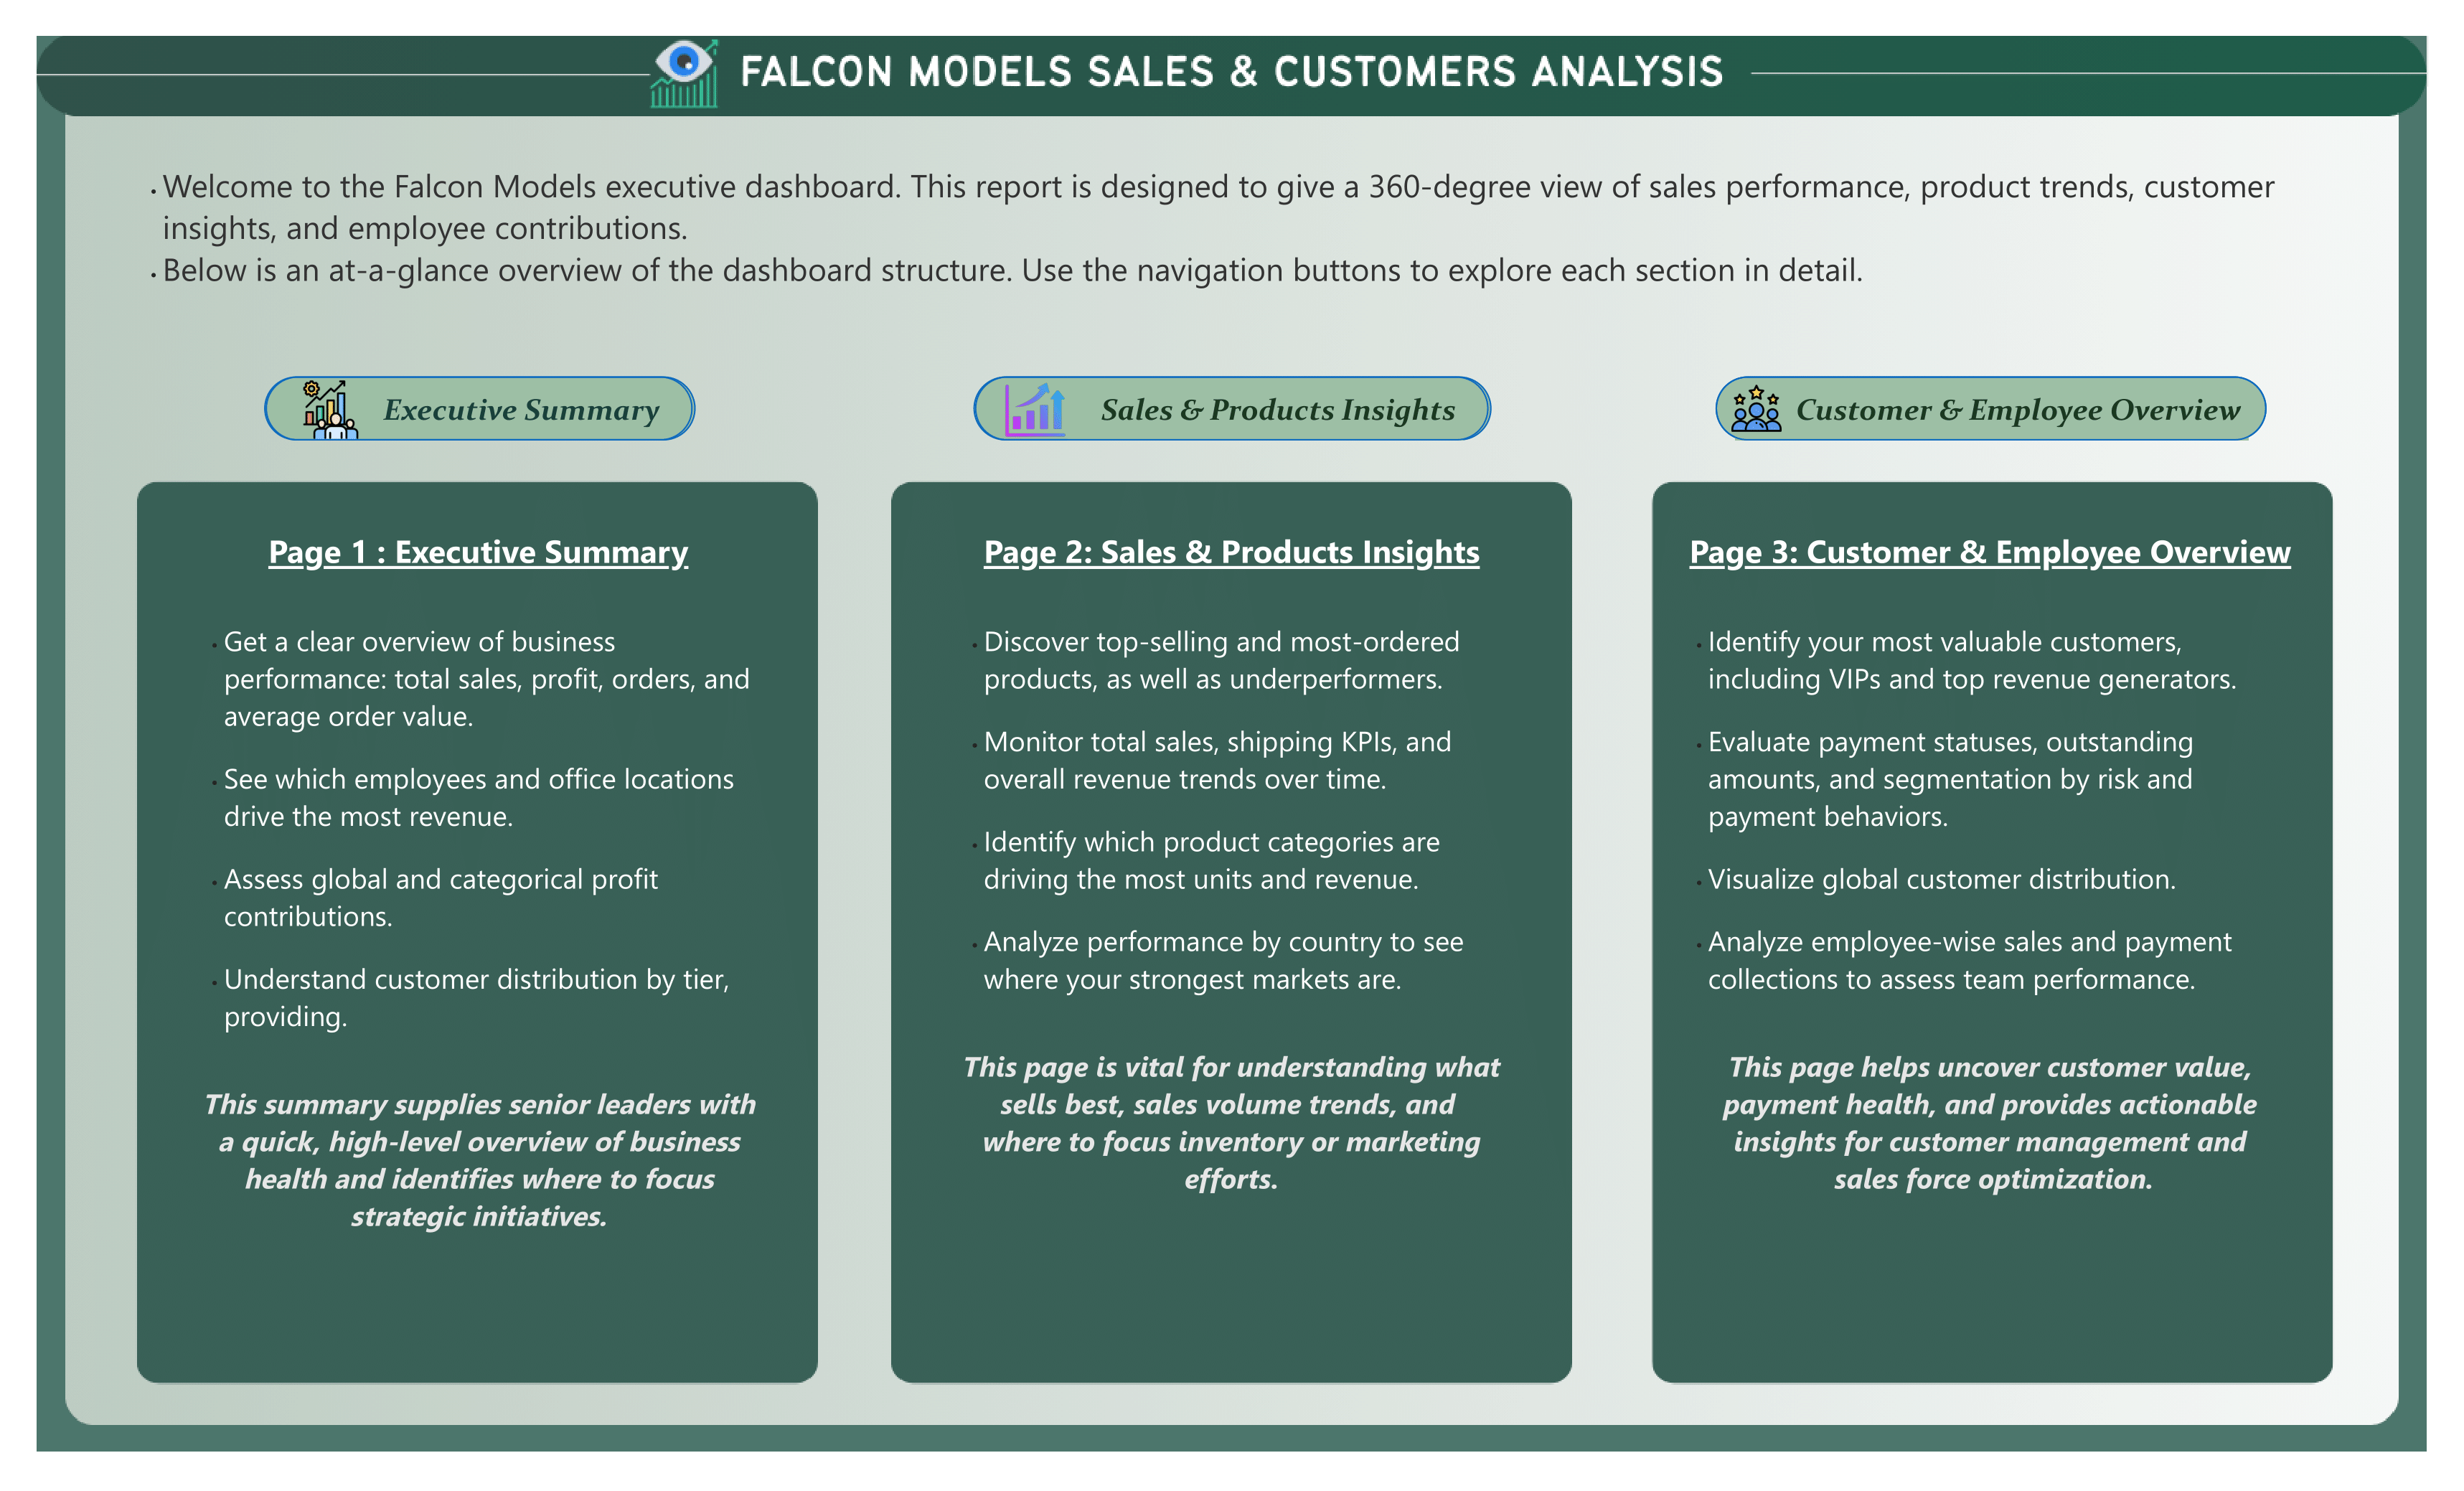 FALCON MODELS SALES & CUSTOMERS ANALYSIS
• Welcome to the Falcon Models executive dashboard. This report is designed to give a 360-degree view of sales performance, product trends, customer
insights, and employee contributions.
• Below is an at-a-glance overview of the dashboard structure. Use the navigation buttons to explore each section in detail.
Executive Summary
Sales & Products Insights
Customer & Employee Overview
Page 1 : Executive Summary
• Get a clear overview of business
performance: total sales, profit, orders, and
average order value.
• See which employees and office locations
drive the most revenue.
• Assess global and categorical profit
contributions.
• Understand customer distribution by tier,
providing.
This summary supplies senior leaders with
a quick, high-level overview of business
health and identifies where to focus
strategic initiatives.
Page 2: Sales & Products Insights
• Discover top-selling and most-ordered
products, as well as underperformers.
• Monitor total sales, shipping KPIs, and
overall revenue trends over time.
• Identify which product categories are
driving the most units and revenue.
• Analyze performance by country to see
where your strongest markets are.
This page is vital for understanding what
sells best, sales volume trends, and
where to focus inventory or marketing
efforts.
Page 3: Customer & Employee Overview
• Identify your most valuable customers,
including VIPs and top revenue generators.
• Evaluate payment statuses, outstanding
amounts, and segmentation by risk and
payment behaviors.
• Visualize global customer distribution.
• Analyze employee-wise sales and payment
collections to assess team performance.
This page helps uncover customer value,
payment health, and provides actionable
insights for customer management and
sales force optimization.